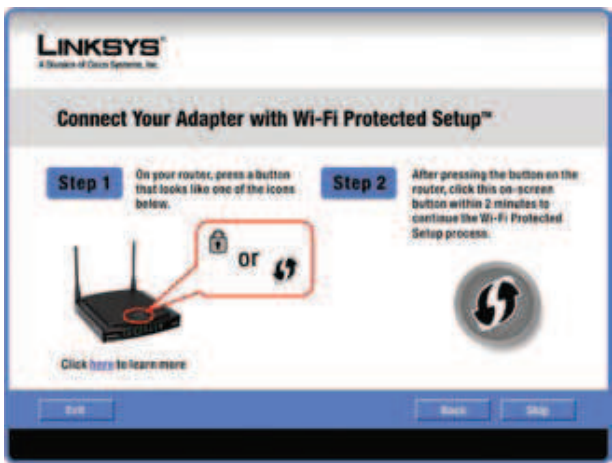 LINKSYS®
A Division of Cisco Systems, Inc.
Connect Your Adapter with Wi-Fi Protected Setup™
Step 1
On your router, press a button
that looks like one of the icons
below.
or
Click here to learn more
Step 2
After pressing the button on the
router, click this on-screen
button within 2 minutes to
continue the Wi-Fi Protected
Setup process.
Exit
Back
Skip